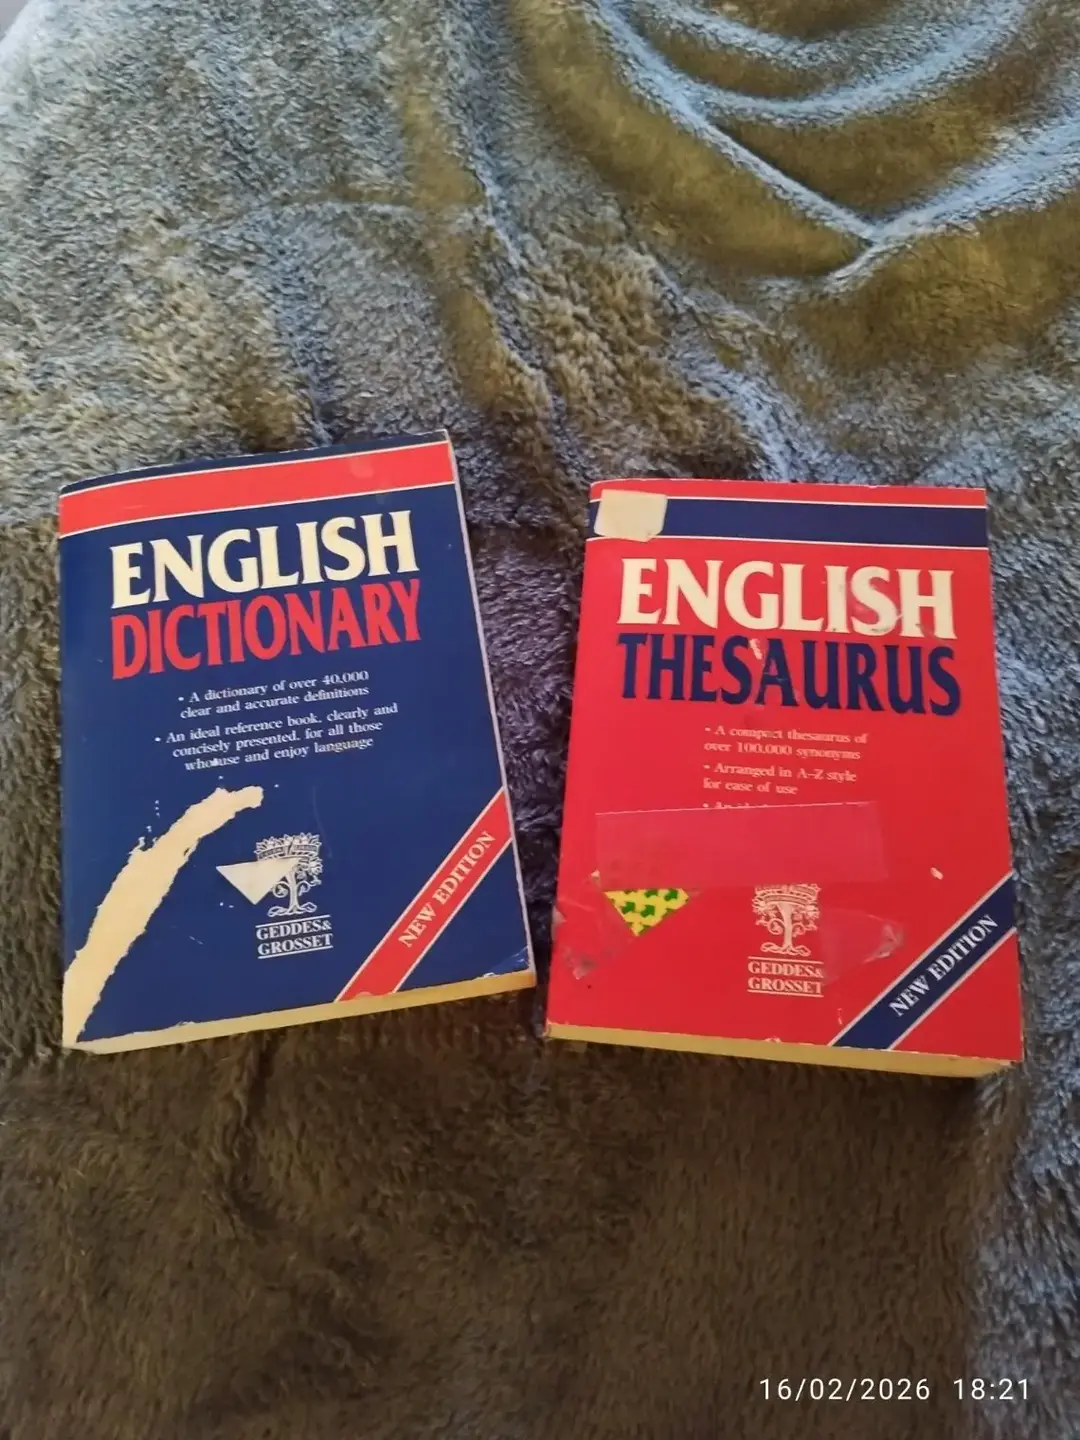 ENGLISH
DICTIONARY
• A dictionary of over 40,000
clear and accurate definitions
• An ideal reference book, clearly and
concisely presented, for all those
who use and enjoy language
GEDDES&
GROSSET
NEW EDITION
ENGLISH
THESAURUS
• A compact thesaurus of
over 100,000 synonyms
• Arranged in A–Z style
for ease of use
• An
GEDDES&
GROSSET
NEW EDITION
16/02/2026 18:21